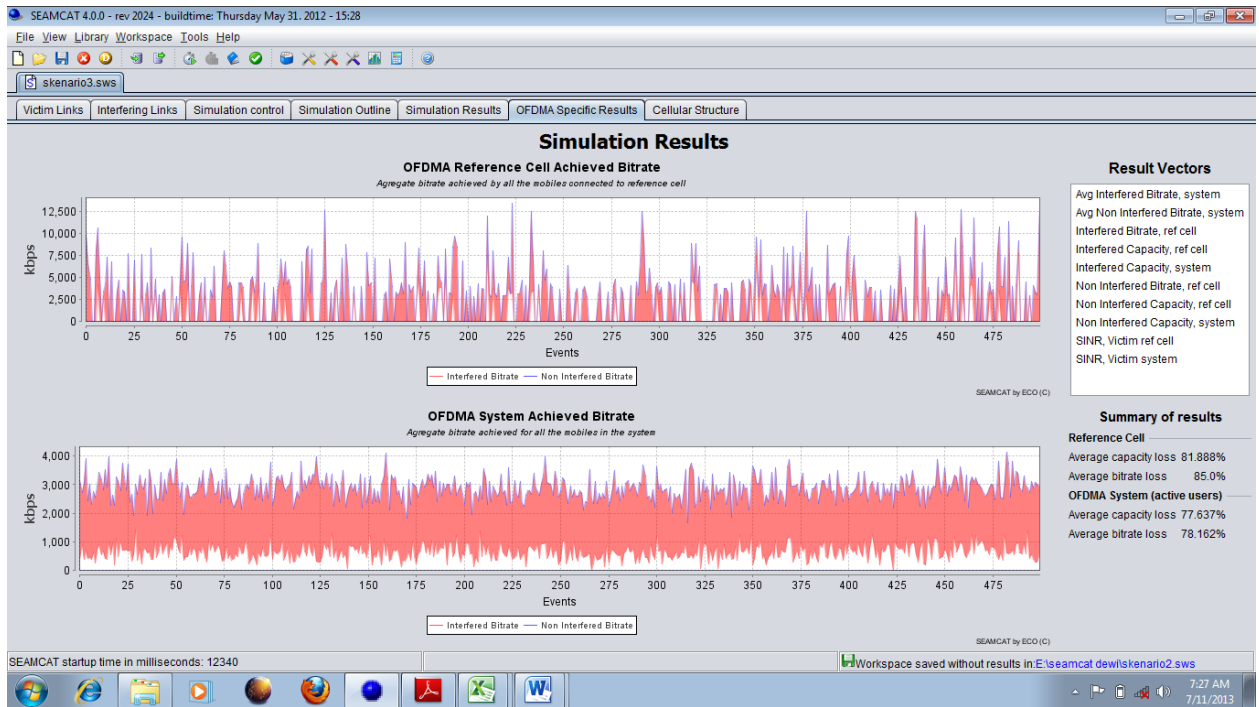 SEAMCAT 4.0.0 - rev 2024 - buildtime: Thursday May 31. 2012 - 15:28
File View Library Workspace Tools Help
skenario3.sws
Victim Links Interfering Links Simulation control Simulation Outline Simulation Results OFDMA Specific Results Cellular Structure
Simulation Results
OFDMA Reference Cell Achieved Bitrate
Agregate bitrate achieved by all the mobiles connected to reference cell
kbps
12,500
10,000
7,500
5,000
2,500
0
0 25 50 75 100 125 150 175 200 225 250 275 300 325 350 375 400 425 450 475
Events
Interfered Bitrate Non Interfered Bitrate
SEAMCAT by ECO (C)
OFDMA System Achieved Bitrate
Agregate bitrate achieved for all the mobiles in the system
kbps
4,000
3,000
2,000
1,000
0
0 25 50 75 100 125 150 175 200 225 250 275 300 325 350 375 400 425 450 475
Events
Interfered Bitrate Non Interfered Bitrate
SEAMCAT by ECO (C)
Result Vectors
Avg Interfered Bitrate, system
Avg Non Interfered Bitrate, system
Interfered Bitrate, ref cell
Interfered Capacity, ref cell
Interfered Capacity, system
Non Interfered Bitrate, ref cell
Non Interfered Capacity, ref cell
Non Interfered Capacity, system
SINR, Victim ref cell
SINR, Victim system
Summary of results
Reference Cell
Average capacity loss 81.888%
Average bitrate loss 85.0%
OFDMA System (active users)
Average capacity loss 77.637%
Average bitrate loss 78.162%
SEAMCAT startup time in milliseconds: 12340
Workspace saved without results in:E:\seamcat dewi\skenario2.sws
7:27 AM
7/11/2013